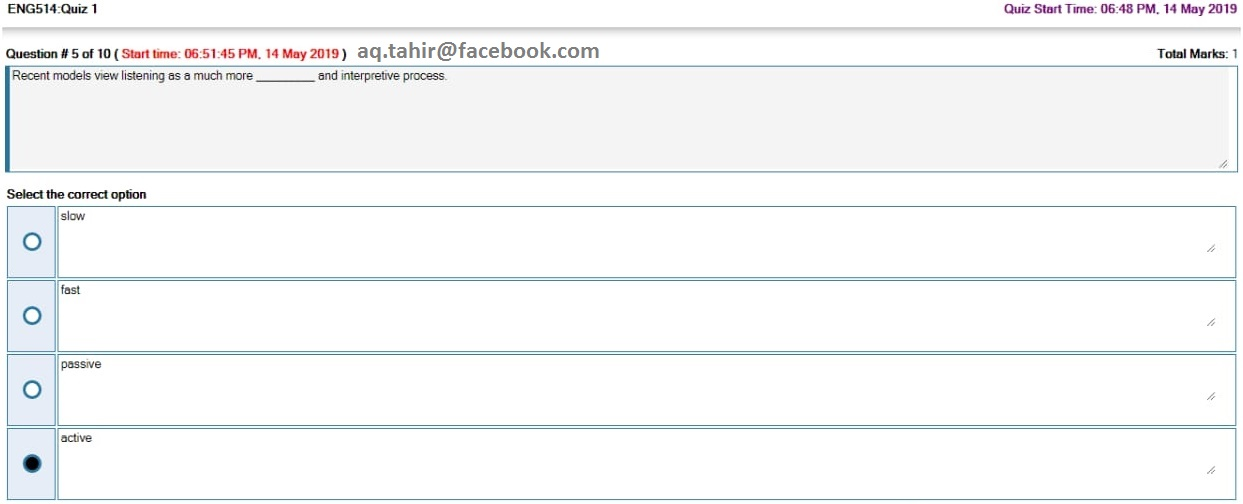 ENG514:Quiz 1
Quiz Start Time: 06:48 PM, 14 May 2019
Question # 5 of 10 ( Start time: 06:51:45 PM, 14 May 2019 ) aq.tahir@facebook.com
Total Marks: 1
Recent models view listening as a much more _________ and interpretive process.
Select the correct option
slow
fast
passive
active